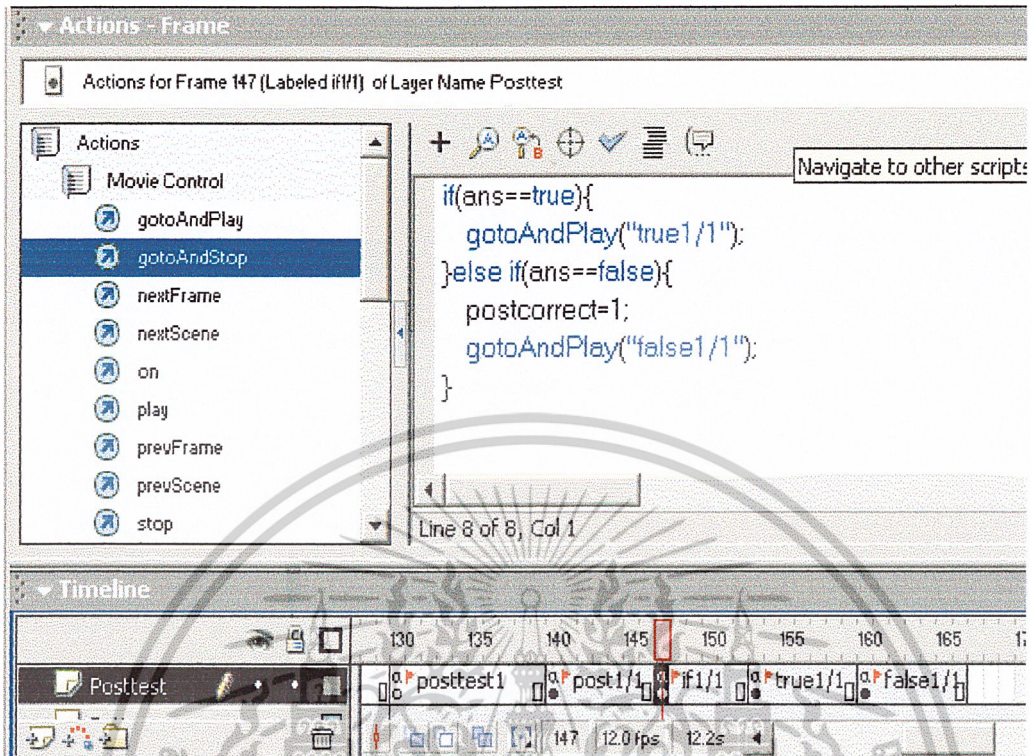 Actions - Frame
Actions for Frame 147 (Labeled if1/1) of Layer Name Posttest
Actions
Movie Control
gotoAndPlay
gotoAndStop
nextFrame
nextScene
on
play
prevFrame
prevScene
stop
Navigate to other scripts
if(ans==true){
gotoAndPlay("true1/1");
}else if(ans==false){
postcorrect=1;
gotoAndPlay("false1/1");
}
Line 8 of 8, Col 1
Timeline
130 135 140 145 150 155 160 165
Posttest posttest1 post1/1 if1/1 true1/1 false1/1
147 12.0 fps 12.2s